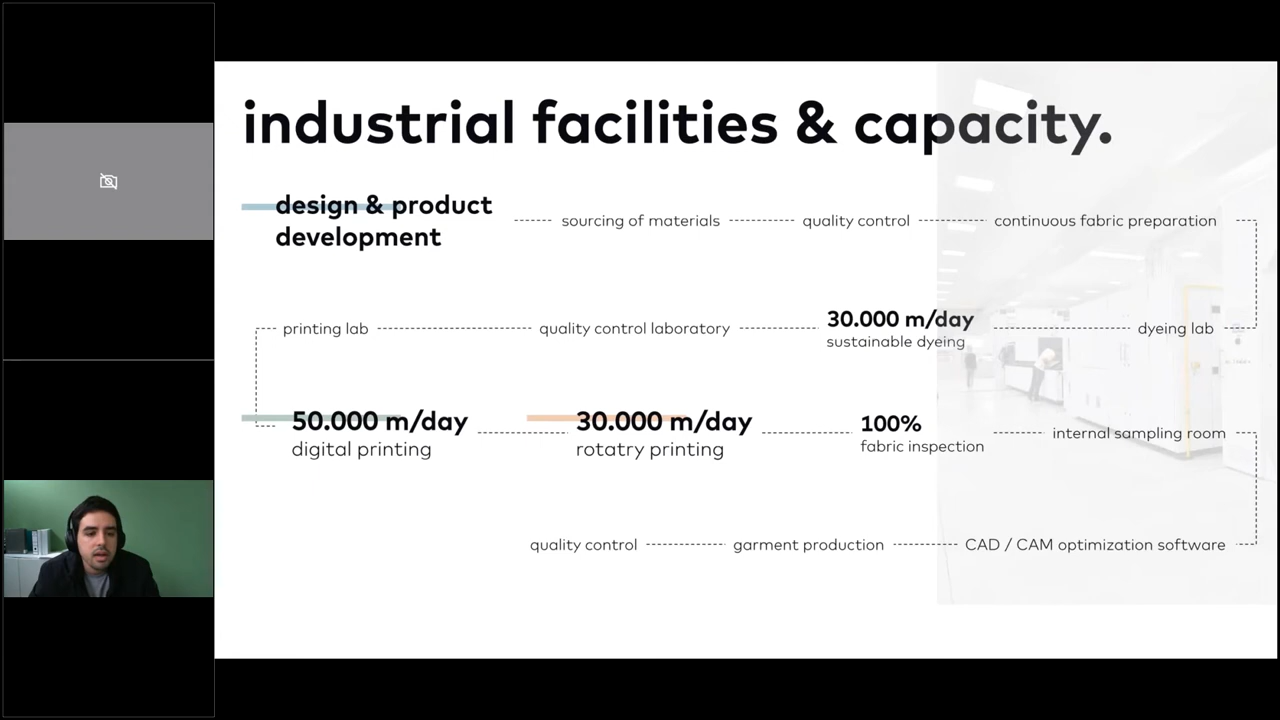 industrial facilities & capacity.
design & product
development
sourcing of materials
quality control
continuous fabric preparation
printing lab
quality control laboratory
30.000 m/day
sustainable dyeing
dyeing lab
50.000 m/day
digital printing
30.000 m/day
rotatry printing
100%
fabric inspection
internal sampling room
quality control
garment production
CAD / CAM optimization software